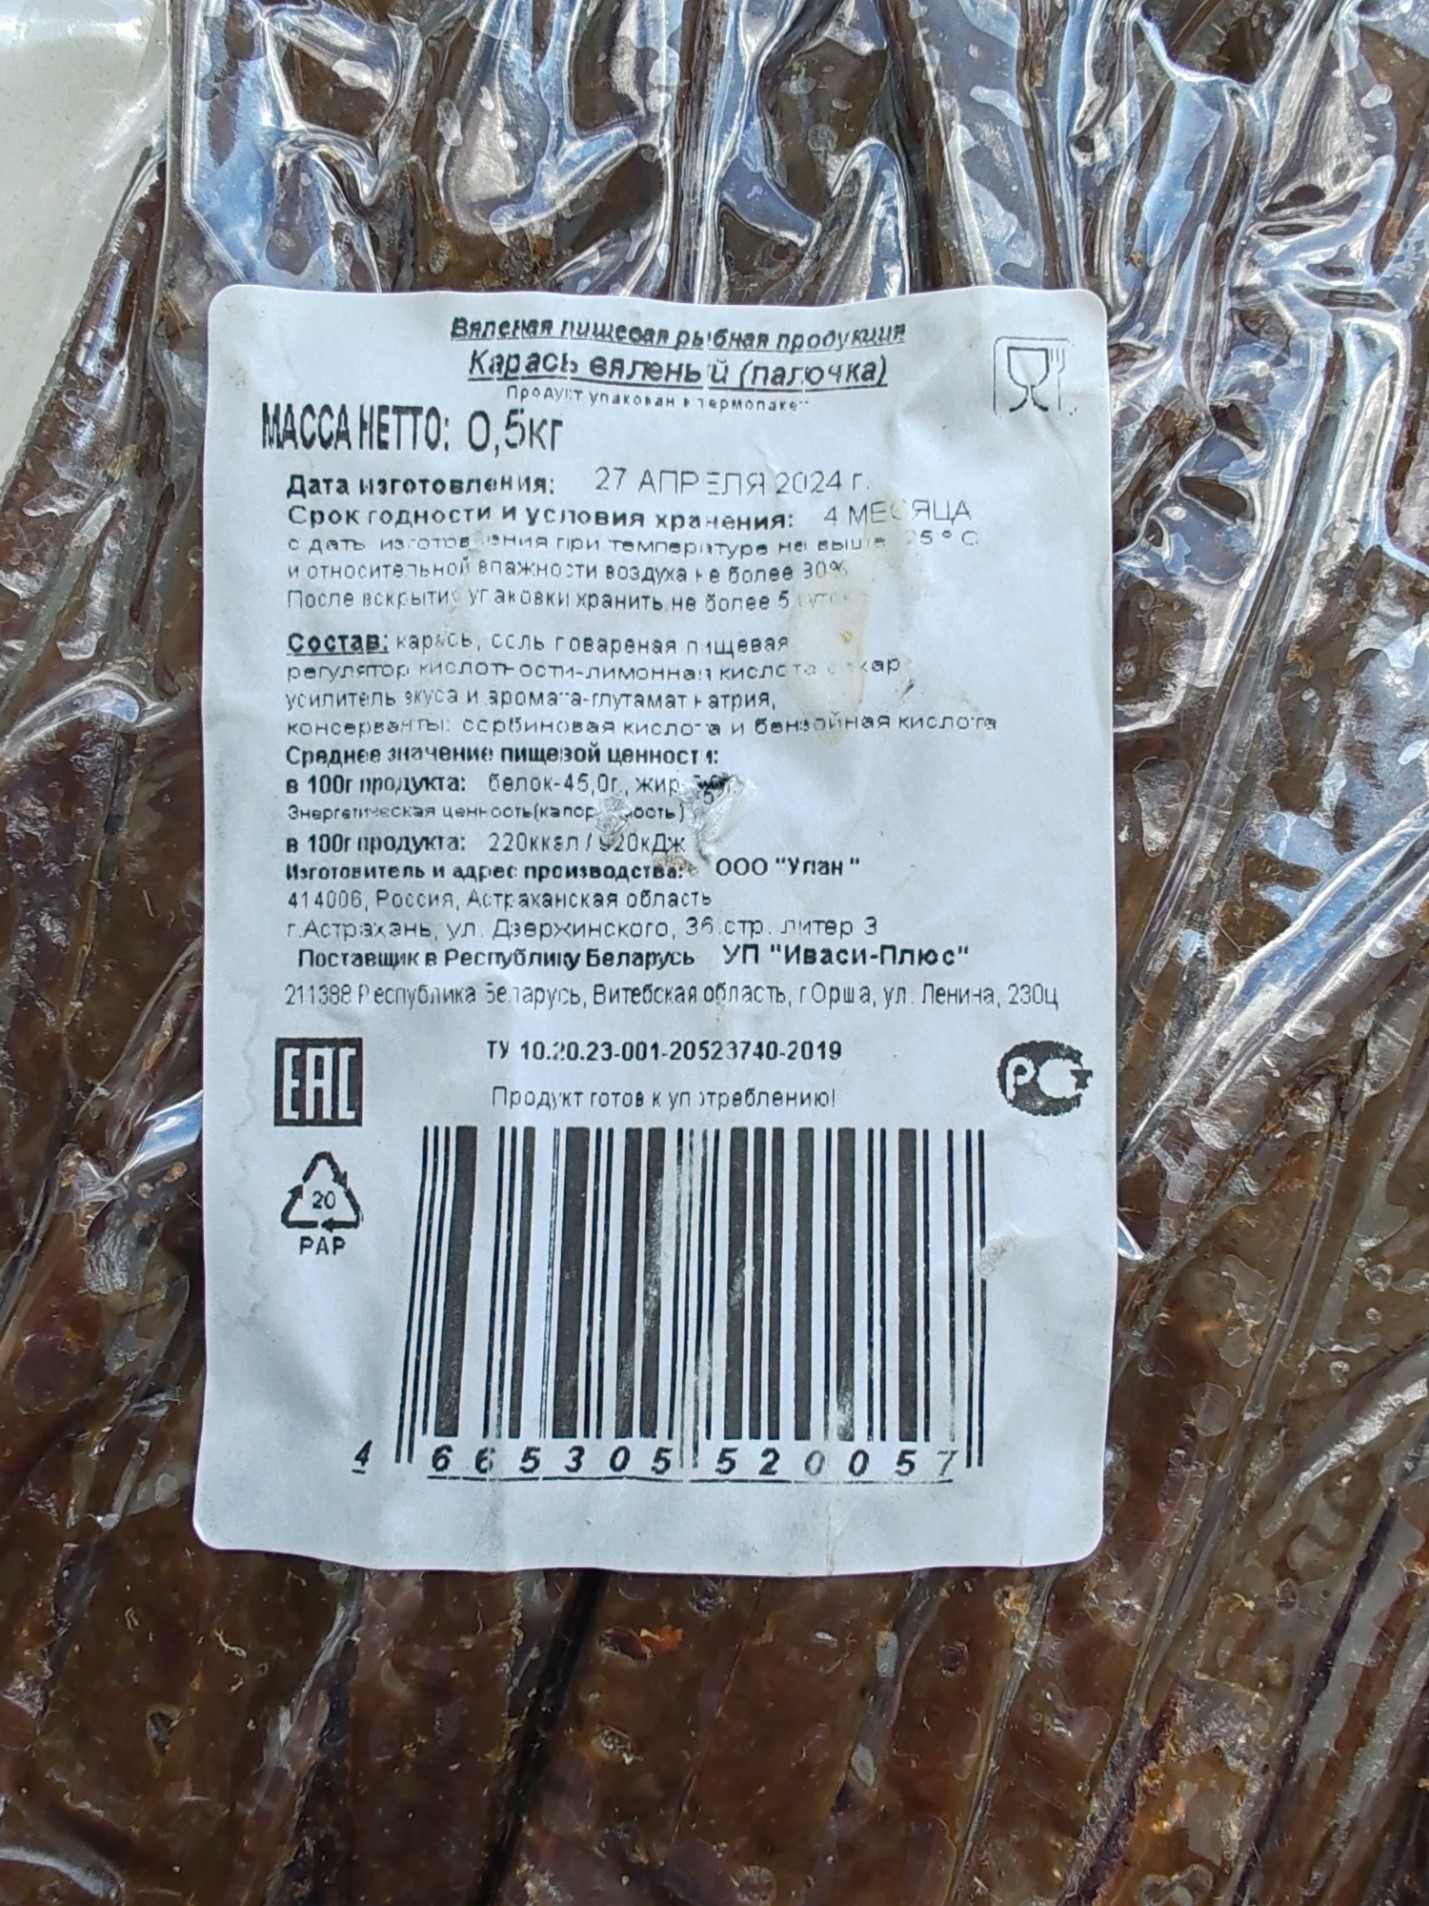 Вяленая пищевая рыбная продукция
Карась вяленый (палочка)
Продукт упакован в термопакет
МАССА НЕТТО: 0,5кг
Дата изготовления: 27 АПРЕЛЯ 2024 г.
Срок годности и условия хранения: 4 МЕСЯЦА
с даты изготовления при температуре не выше 5° С
и относительной влажности воздуха не более
После вскрытия упаковки хранить не более 5 суток
Состав: карась, соль повареная пищевая
регулятор кислотности-лимонная кислота сахар
усилитель вкуса и аромата-глутамат натрия,
консерванты: сорбиновая кислота и бензойная кислота
Среднее значение пищевой ценности:
в 100г продукта: белок-45,0г., жир
Энергетическая ценность(калорийность)
в 100г продукта: 220ккал / 920кДж
Изготовитель и адрес производства: ООО "Улан"
414006, Россия, Астраханская область
г.Астрахань, ул. Дзержинского, 36.стр. литер З
Поставщик в Республику Беларусь УП "Иваси-Плюс"
211388 Республика Беларусь, Витебская область, г Орша, ул. Ленина, 230ц
ТУ 10.20.23-001-20523740-2019
Продукт готов к употреблению!
EAC
РСТ
20
PAP
4 665305 520057